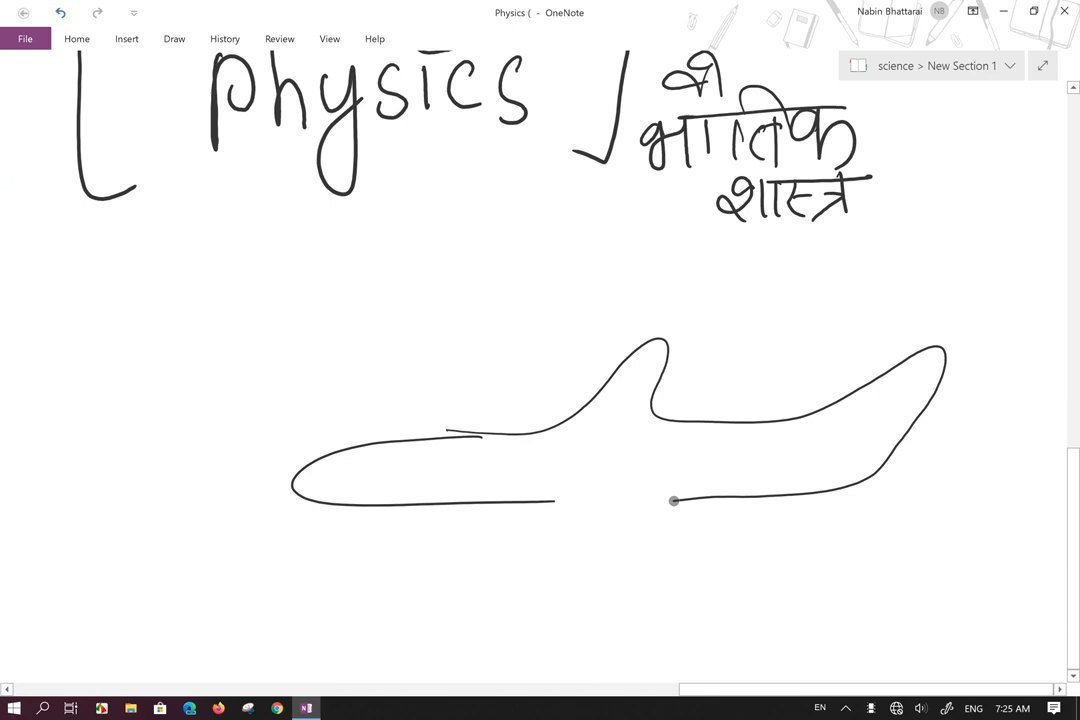 Physics ( - OneNote
Nabin Bhattarai NB
File Home Insert Draw History Review View Help
science > New Section 1
Physics
भौतिक
शास्त्र
EN ENG 7:25 AM